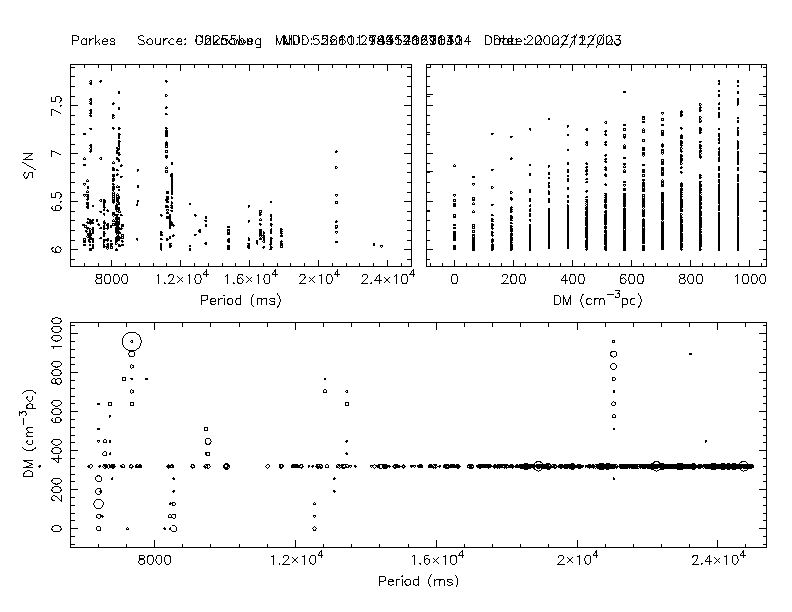 Parkes Source:
S/N
7.5
7
6.5
6
8000 1.2×10⁴ 1.6×10⁴ 2×10⁴ 2.4×10⁴
Period (ms)
0 200 400 600 800 1000
DM (cm⁻³pc)
DM (cm⁻³pc)
1000
800
600
400
200
0
8000 1.2×10⁴ 1.6×10⁴ 2×10⁴ 2.4×10⁴
Period (ms)